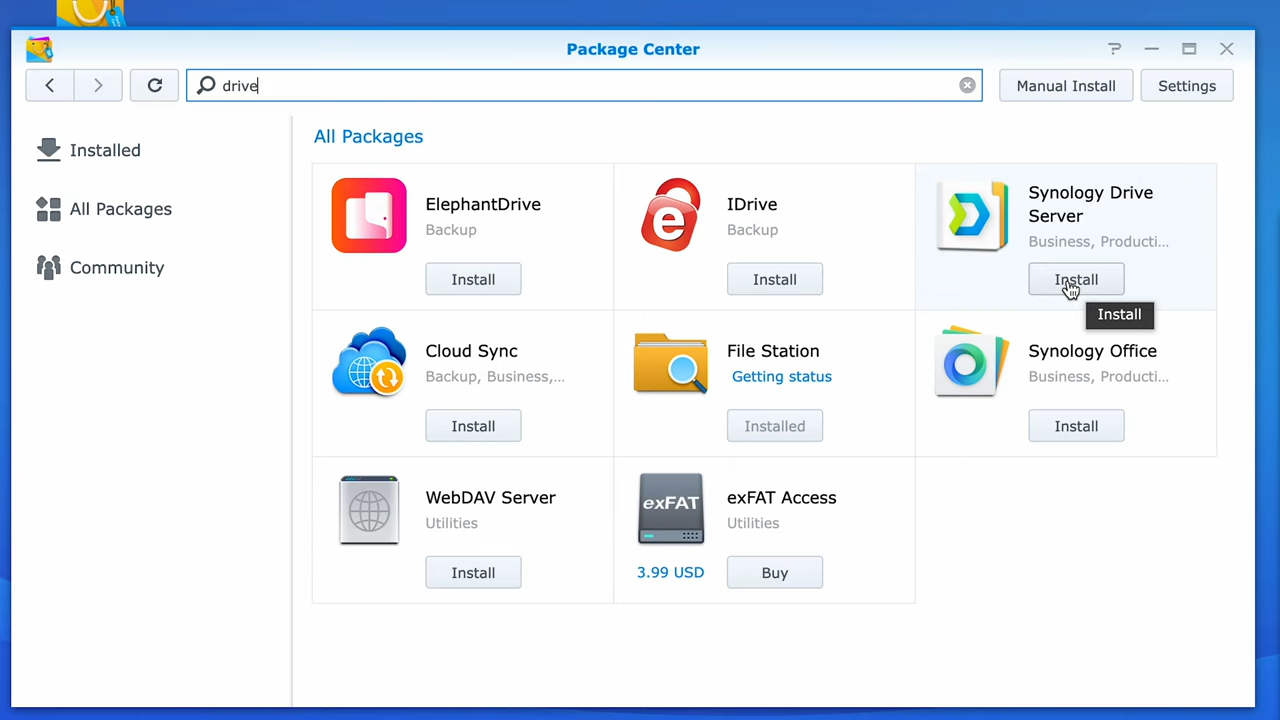 Package Center
drive
Manual Install
Settings
Installed
All Packages
Community
All Packages
ElephantDrive
Backup
Install
IDrive
Backup
Install
Synology Drive
Server
Business, Producti...
Install
Install
Cloud Sync
Backup, Business,...
Install
File Station
Getting status
Installed
Synology Office
Business, Producti...
Install
WebDAV Server
Utilities
Install
exFAT
exFAT Access
Utilities
3.99 USD
Buy